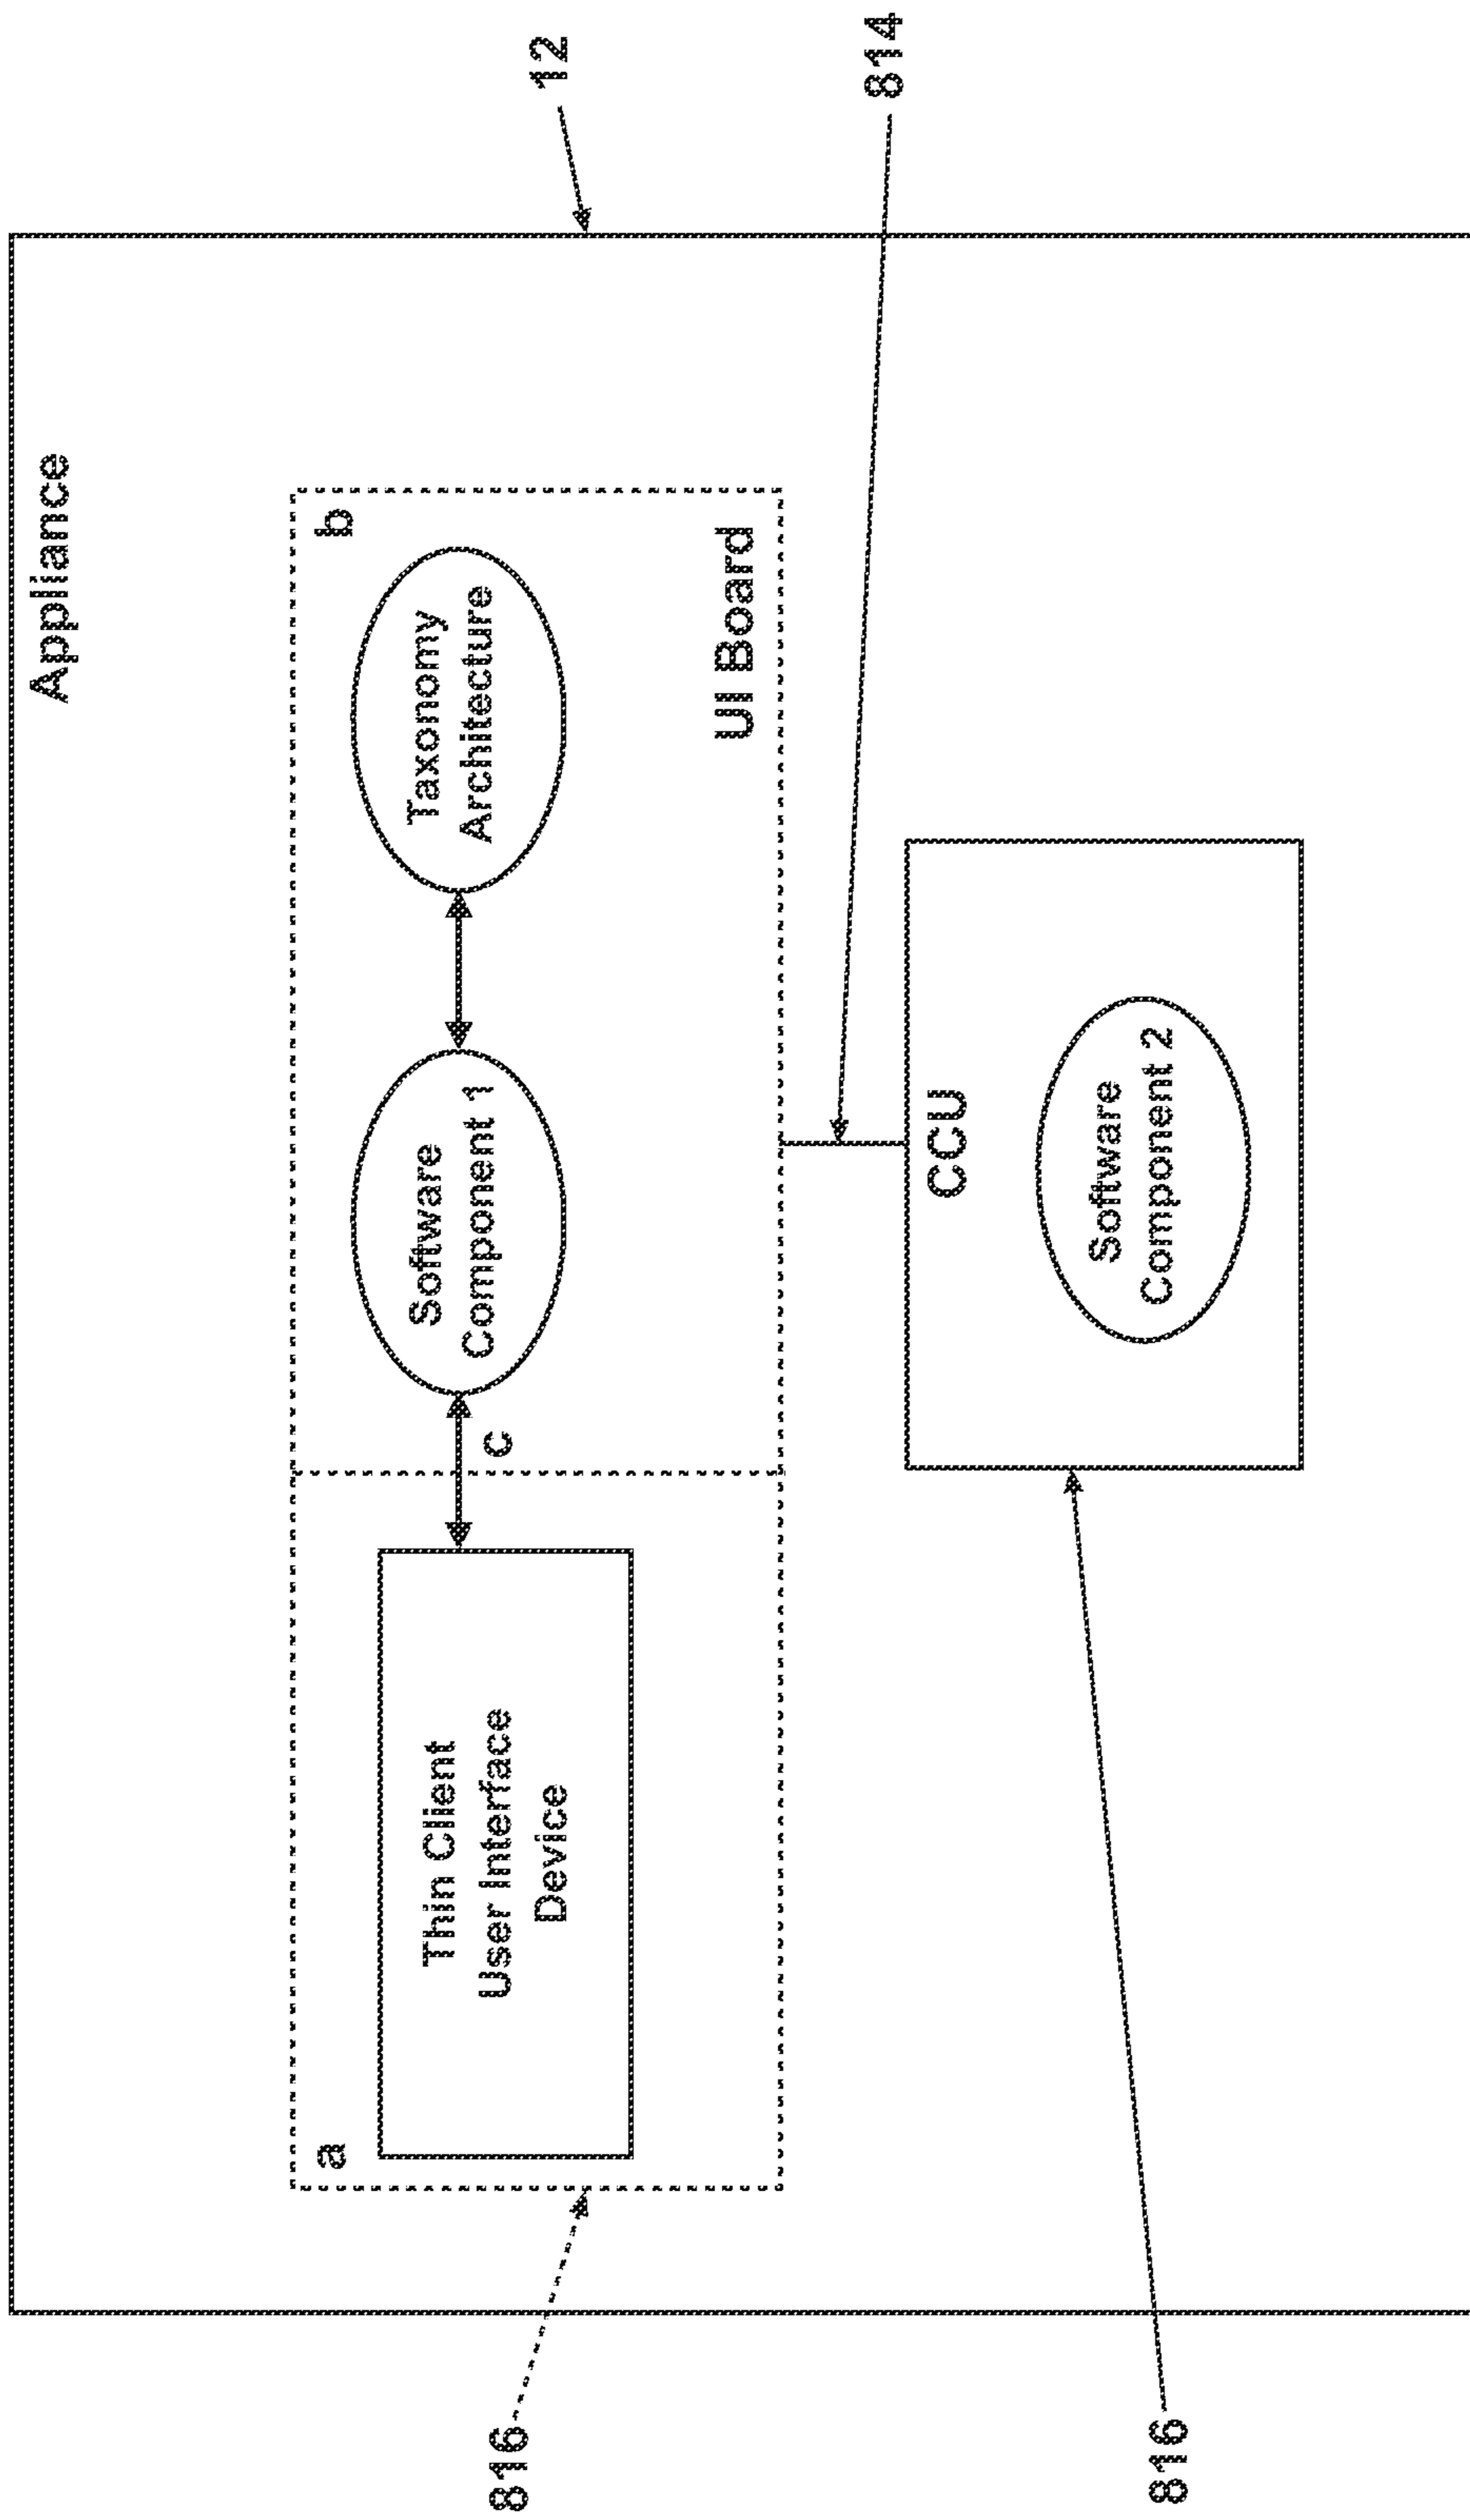 Appliance
12
a
b
Thin Client
User Interface
Device
c
Software
Component 1
Taxonomy
Architecture
UI Board
816
814
CCU
Software
Component 2
816